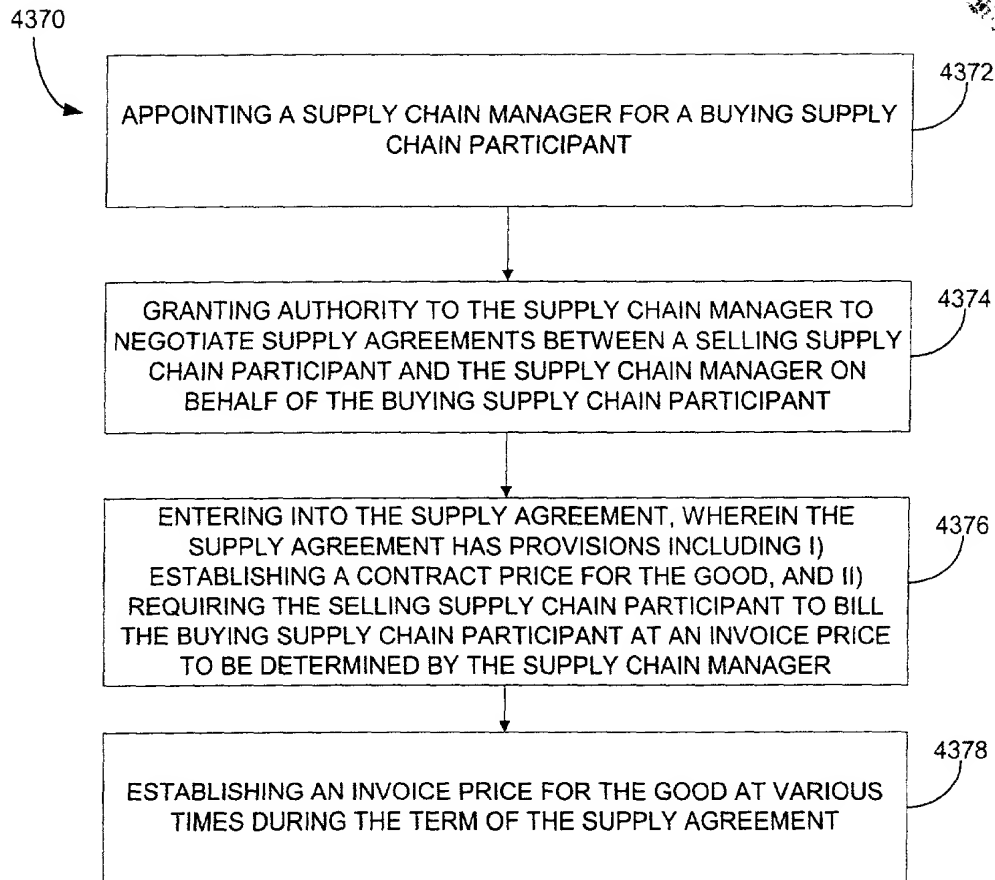 4370
4372
APPOINTING A SUPPLY CHAIN MANAGER FOR A BUYING SUPPLY
CHAIN PARTICIPANT
4374
GRANTING AUTHORITY TO THE SUPPLY CHAIN MANAGER TO
NEGOTIATE SUPPLY AGREEMENTS BETWEEN A SELLING SUPPLY
CHAIN PARTICIPANT AND THE SUPPLY CHAIN MANAGER ON
BEHALF OF THE BUYING SUPPLY CHAIN PARTICIPANT
4376
ENTERING INTO THE SUPPLY AGREEMENT, WHEREIN THE
SUPPLY AGREEMENT HAS PROVISIONS INCLUDING I)
ESTABLISHING A CONTRACT PRICE FOR THE GOOD, AND II)
REQUIRING THE SELLING SUPPLY CHAIN PARTICIPANT TO BILL
THE BUYING SUPPLY CHAIN PARTICIPANT AT AN INVOICE PRICE
TO BE DETERMINED BY THE SUPPLY CHAIN MANAGER
4378
ESTABLISHING AN INVOICE PRICE FOR THE GOOD AT VARIOUS
TIMES DURING THE TERM OF THE SUPPLY AGREEMENT